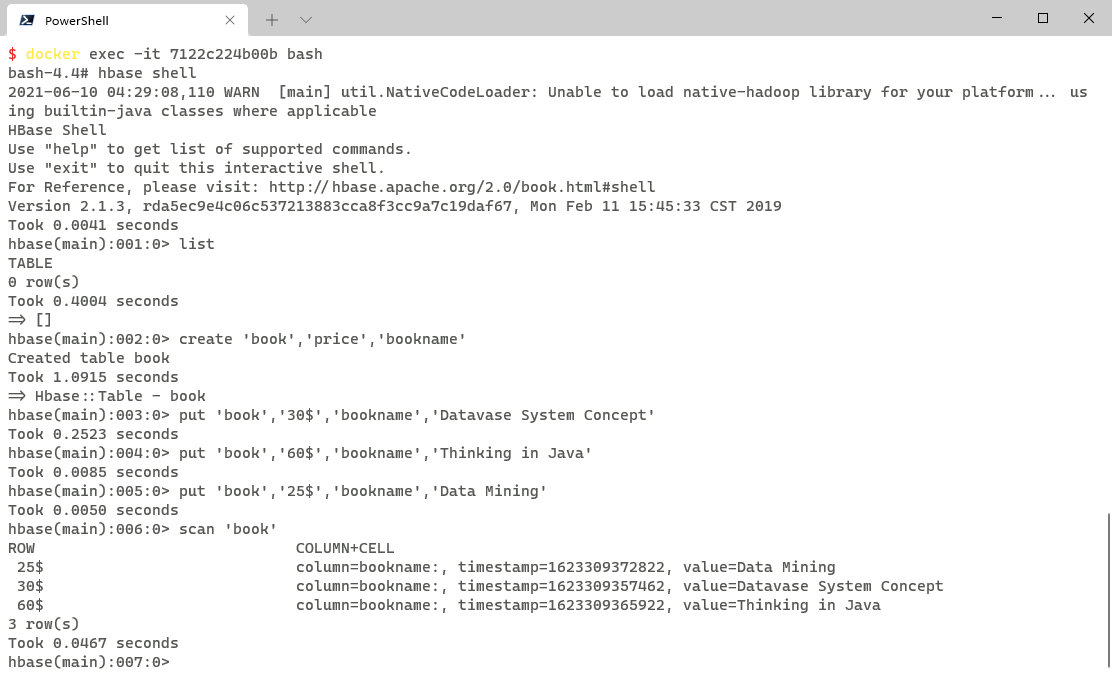 PowerShell
$ docker exec -it 7122c224b00b bash
bash-4.4# hbase shell
2021-06-10 04:29:08,110 WARN  [main] util.NativeCodeLoader: Unable to load native-hadoop library for your platform... us
ing builtin-java classes where applicable
HBase Shell
Use "help" to get list of supported commands.
Use "exit" to quit this interactive shell.
For Reference, please visit: http://hbase.apache.org/2.0/book.html#shell
Version 2.1.3, rda5ec9e4c06c537213883cca8f3cc9a7c19daf67, Mon Feb 11 15:45:33 CST 2019
Took 0.0041 seconds
hbase(main):001:0> list
TABLE
0 row(s)
Took 0.4004 seconds
=> []
hbase(main):002:0> create 'book','price','bookname'
Created table book
Took 1.0915 seconds
=> Hbase::Table - book
hbase(main):003:0> put 'book','30$','bookname','Datavase System Concept'
Took 0.2523 seconds
hbase(main):004:0> put 'book','60$','bookname','Thinking in Java'
Took 0.0085 seconds
hbase(main):005:0> put 'book','25$','bookname','Data Mining'
Took 0.0050 seconds
hbase(main):006:0> scan 'book'
ROW                             COLUMN+CELL
 25$                            column=bookname:, timestamp=1623309372822, value=Data Mining
 30$                            column=bookname:, timestamp=1623309357462, value=Datavase System Concept
 60$                            column=bookname:, timestamp=1623309365922, value=Thinking in Java
3 row(s)
Took 0.0467 seconds
hbase(main):007:0>